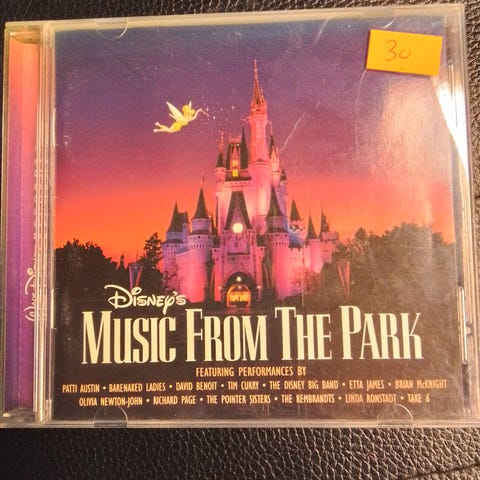 30
Disney's
MUSIC FROM THE PARK
FEATURING PERFORMANCES BY
PATTI AUSTIN • BARENAKED LADIES • DAVID BENOIT • TIM CURRY • THE DISNEY BIG BAND • ETTA JAMES • BRIAN McKNIGHT
OLIVIA NEWTON-JOHN • RICHARD PAGE • THE POINTER SISTERS • THE REMBRANDTS • LINDA RONSTADT • TAKE 6